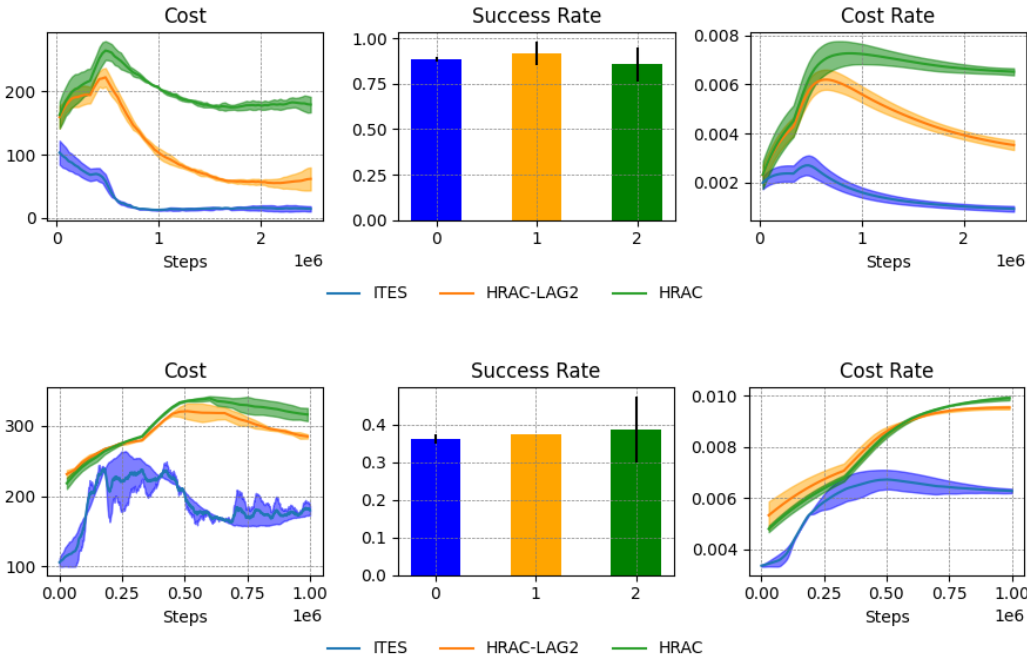 Cost Success Rate Cost Rate
200
100
0
0 1 2
1e6
Steps
1.00
0.75
0.50
0.25
0.00
0 1 2
0.008
0.006
0.004
0.002
0 1 2
1e6
Steps
ITES HRAC-LAG2 HRAC
Cost Success Rate Cost Rate
300
200
100
0.00 0.25 0.50 0.75 1.00
1e6
Steps
0.4
0.3
0.2
0.1
0.0
0 1 2
0.010
0.008
0.006
0.004
0.00 0.25 0.50 0.75 1.00
1e6
Steps
ITES HRAC-LAG2 HRAC